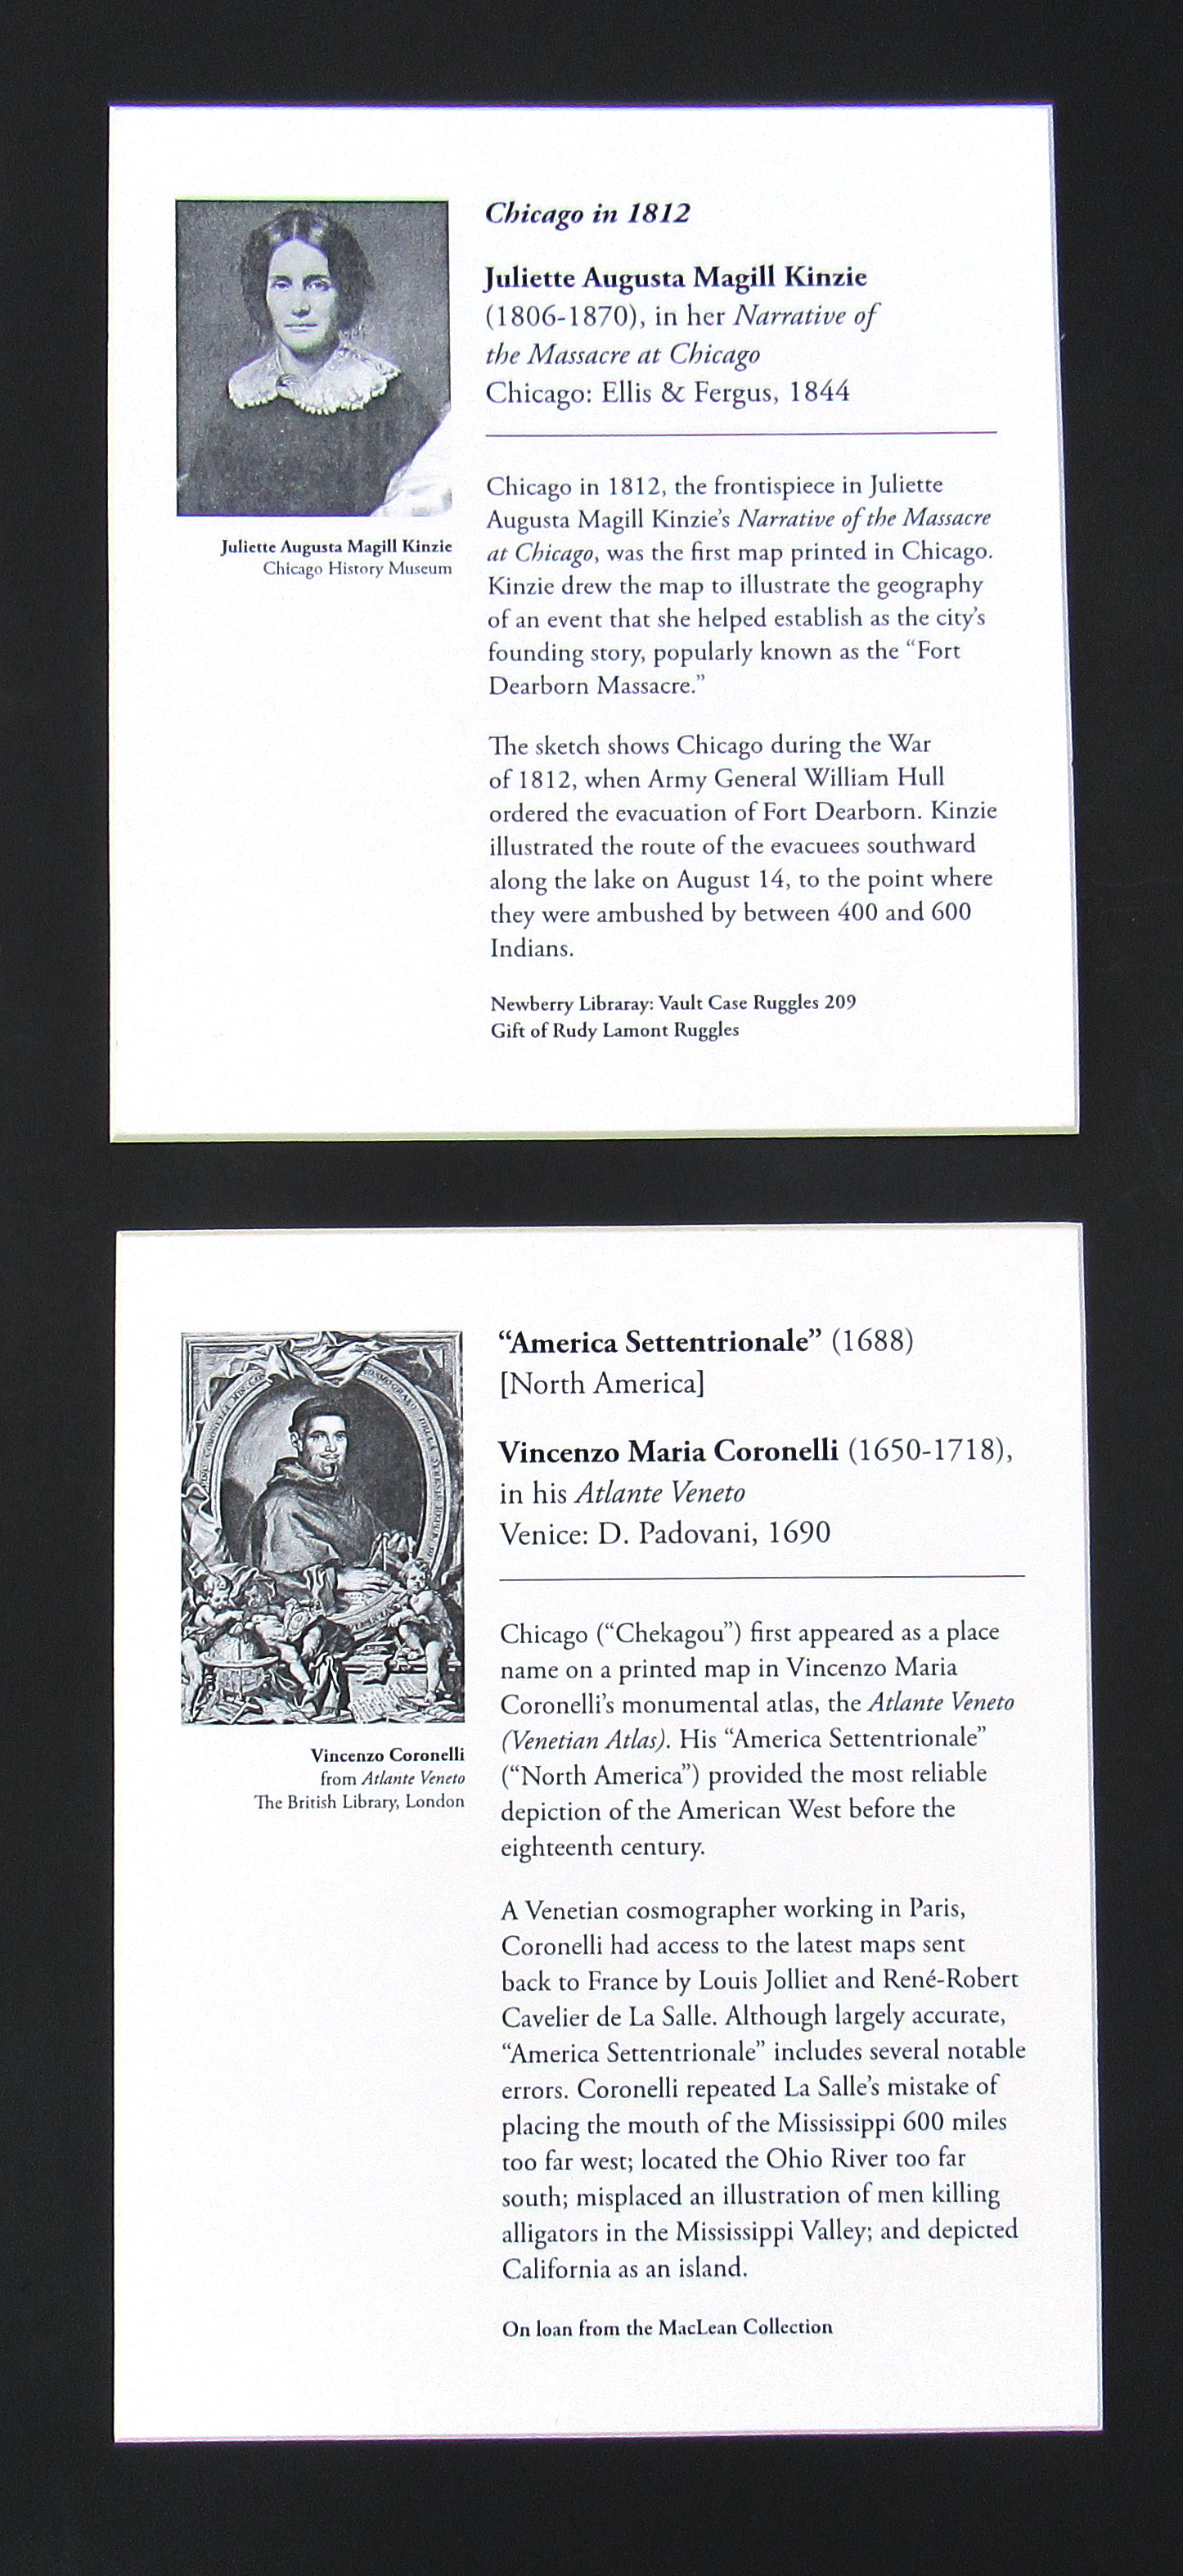 Chicago in 1812
Juliette Augusta Magill Kinzie
(1806-1870), in her Narrative of
the Massacre at Chicago
Chicago: Ellis & Fergus, 1844
Juliette Augusta Magill Kinzie
Chicago History Museum
Chicago in 1812, the frontispiece in Juliette
Augusta Magill Kinzie’s Narrative of the Massacre
at Chicago, was the first map printed in Chicago.
Kinzie drew the map to illustrate the geography
of an event that she helped establish as the city’s
founding story, popularly known as the “Fort
Dearborn Massacre.”
The sketch shows Chicago during the War
of 1812, when Army General William Hull
ordered the evacuation of Fort Dearborn. Kinzie
illustrated the route of the evacuees southward
along the lake on August 14, to the point where
they were ambushed by between 400 and 600
Indians.
Newberry Libraray: Vault Case Ruggles 209
Gift of Rudy Lamont Ruggles
“America Settentrionale” (1688)
[North America]
Vincenzo Maria Coronelli (1650-1718),
in his Atlante Veneto
Venice: D. Padovani, 1690
Vincenzo Coronelli
from Atlante Veneto
The British Library, London
Chicago (“Chekagou”) first appeared as a place
name on a printed map in Vincenzo Maria
Coronelli’s monumental atlas, the Atlante Veneto
(Venetian Atlas). His “America Settentrionale”
(“North America”) provided the most reliable
depiction of the American West before the
eighteenth century.
A Venetian cosmographer working in Paris,
Coronelli had access to the latest maps sent
back to France by Louis Jolliet and René-Robert
Cavelier de La Salle. Although largely accurate,
“America Settentrionale” includes several notable
errors. Coronelli repeated La Salle’s mistake of
placing the mouth of the Mississippi 600 miles
too far west; located the Ohio River too far
south; misplaced an illustration of men killing
alligators in the Mississippi Valley; and depicted
California as an island.
On loan from the MacLean Collection